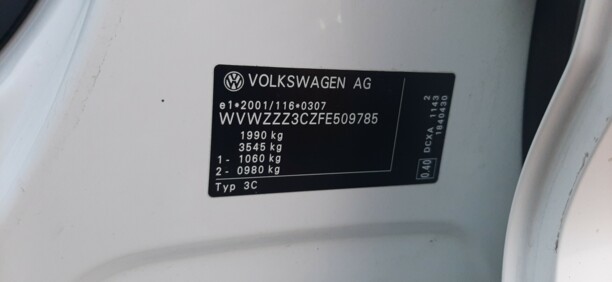 VOLKSWAGEN AG
e1*2001/116*0307
WVWZZZ3CZFE509785
1990 kg
3545 kg
1 - 1060 kg
2 - 0980 kg
Typ 3C
0.40 DCXA 1143 2
1840430